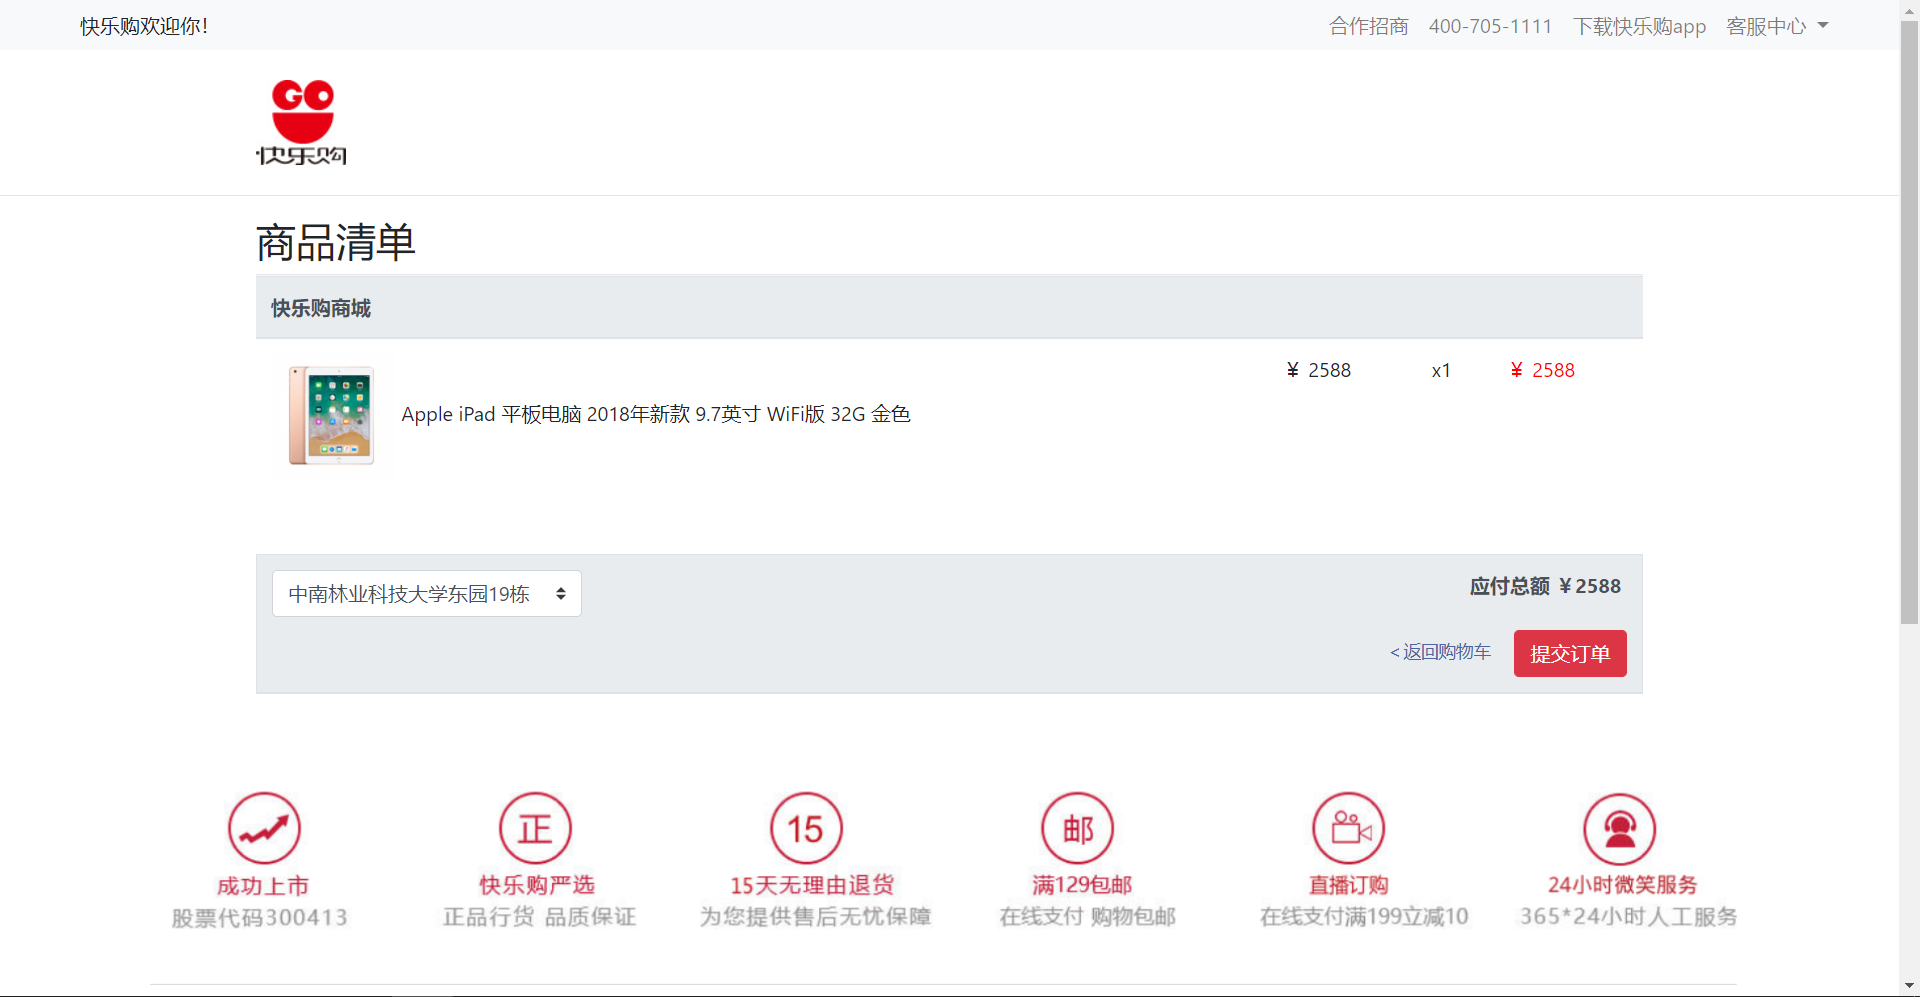 快乐购欢迎你!
合作招商 400-705-1111 下载快乐购app 客服中心
GO
快乐购
商品清单
快乐购商城
¥ 2588 x1 ¥ 2588
Apple iPad 平板电脑 2018年新款 9.7英寸 WiFi版 32G 金色
中南林业科技大学东园19栋
应付总额 ¥2588
<返回购物车 提交订单
正 15 邮
成功上市 快乐购严选 15天无理由退货 满129包邮 直播订购 24小时微笑服务
股票代码300413 正品行货 品质保证 为您提供售后无忧保障 在线支付 购物包邮 在线支付满199立减10 365*24小时人工服务